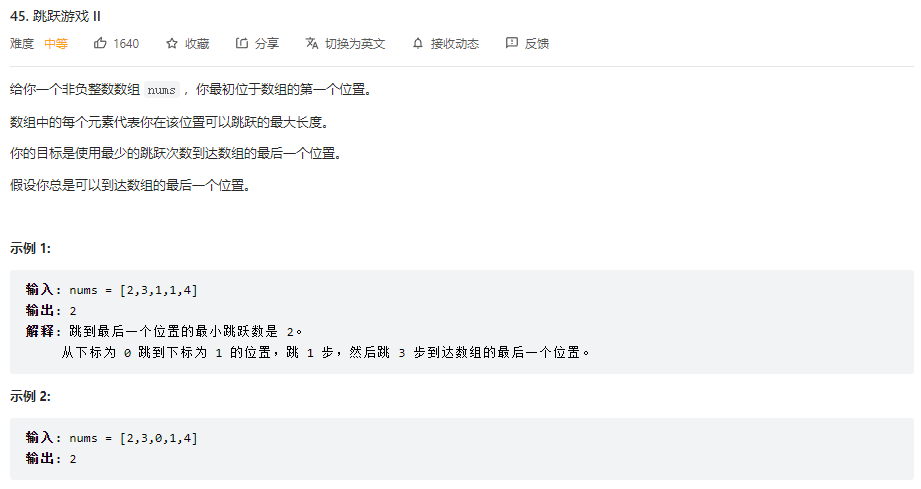 45. 跳跃游戏 II
难度 中等 1640 收藏 分享 切换为英文 接收动态 反馈
给你一个非负整数数组 nums ，你最初位于数组的第一个位置。
数组中的每个元素代表你在该位置可以跳跃的最大长度。
你的目标是使用最少的跳跃次数到达数组的最后一个位置。
假设你总是可以到达数组的最后一个位置。
示例 1:
输入: nums = [2,3,1,1,4]
输出: 2
解释: 跳到最后一个位置的最小跳跃数是 2。
从下标为 0 跳到下标为 1 的位置，跳 1 步，然后跳 3 步到达数组的最后一个位置。
示例 2:
输入: nums = [2,3,0,1,4]
输出: 2